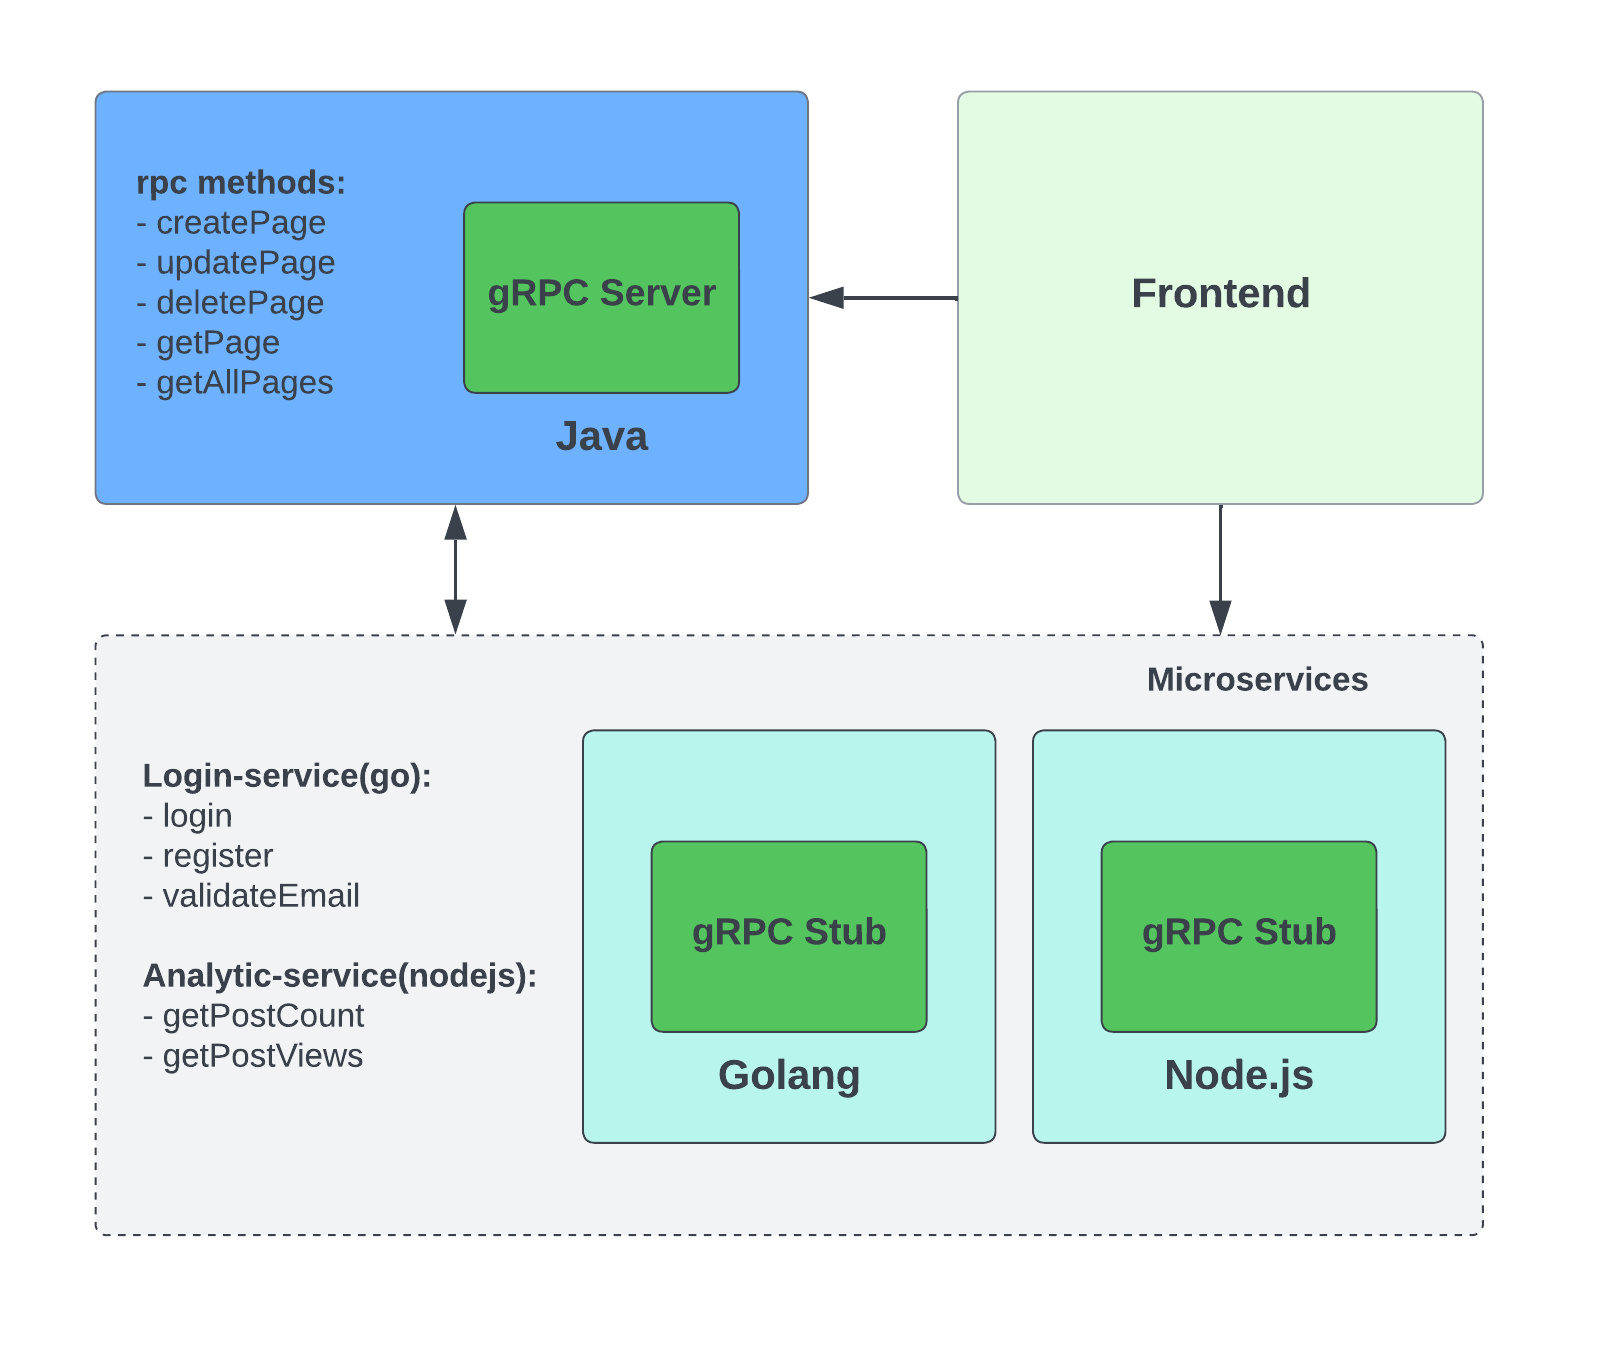 rpc methods:
- createPage
- updatePage
- deletePage
- getPage
- getAllPages
gRPC Server
Java
Frontend
Microservices
Login-service(go):
- login
- register
- validateEmail
Analytic-service(nodejs):
- getPostCount
- getPostViews
gRPC Stub
Golang
gRPC Stub
Node.js